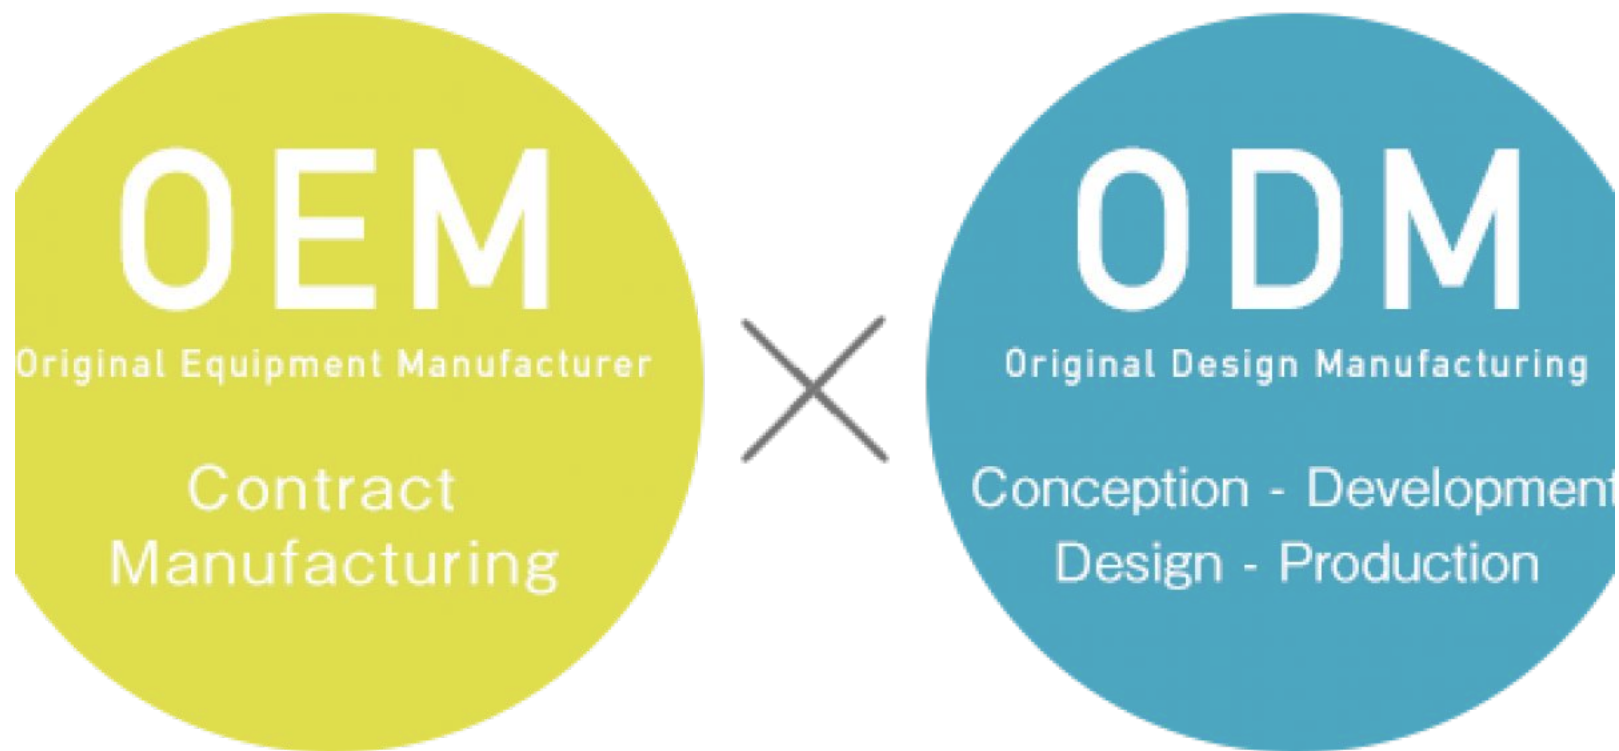 OEM
Original Equipment Manufacturer
Contract
Manufacturing
ODM
Original Design Manufacturing
Conception - Development
Design - Production